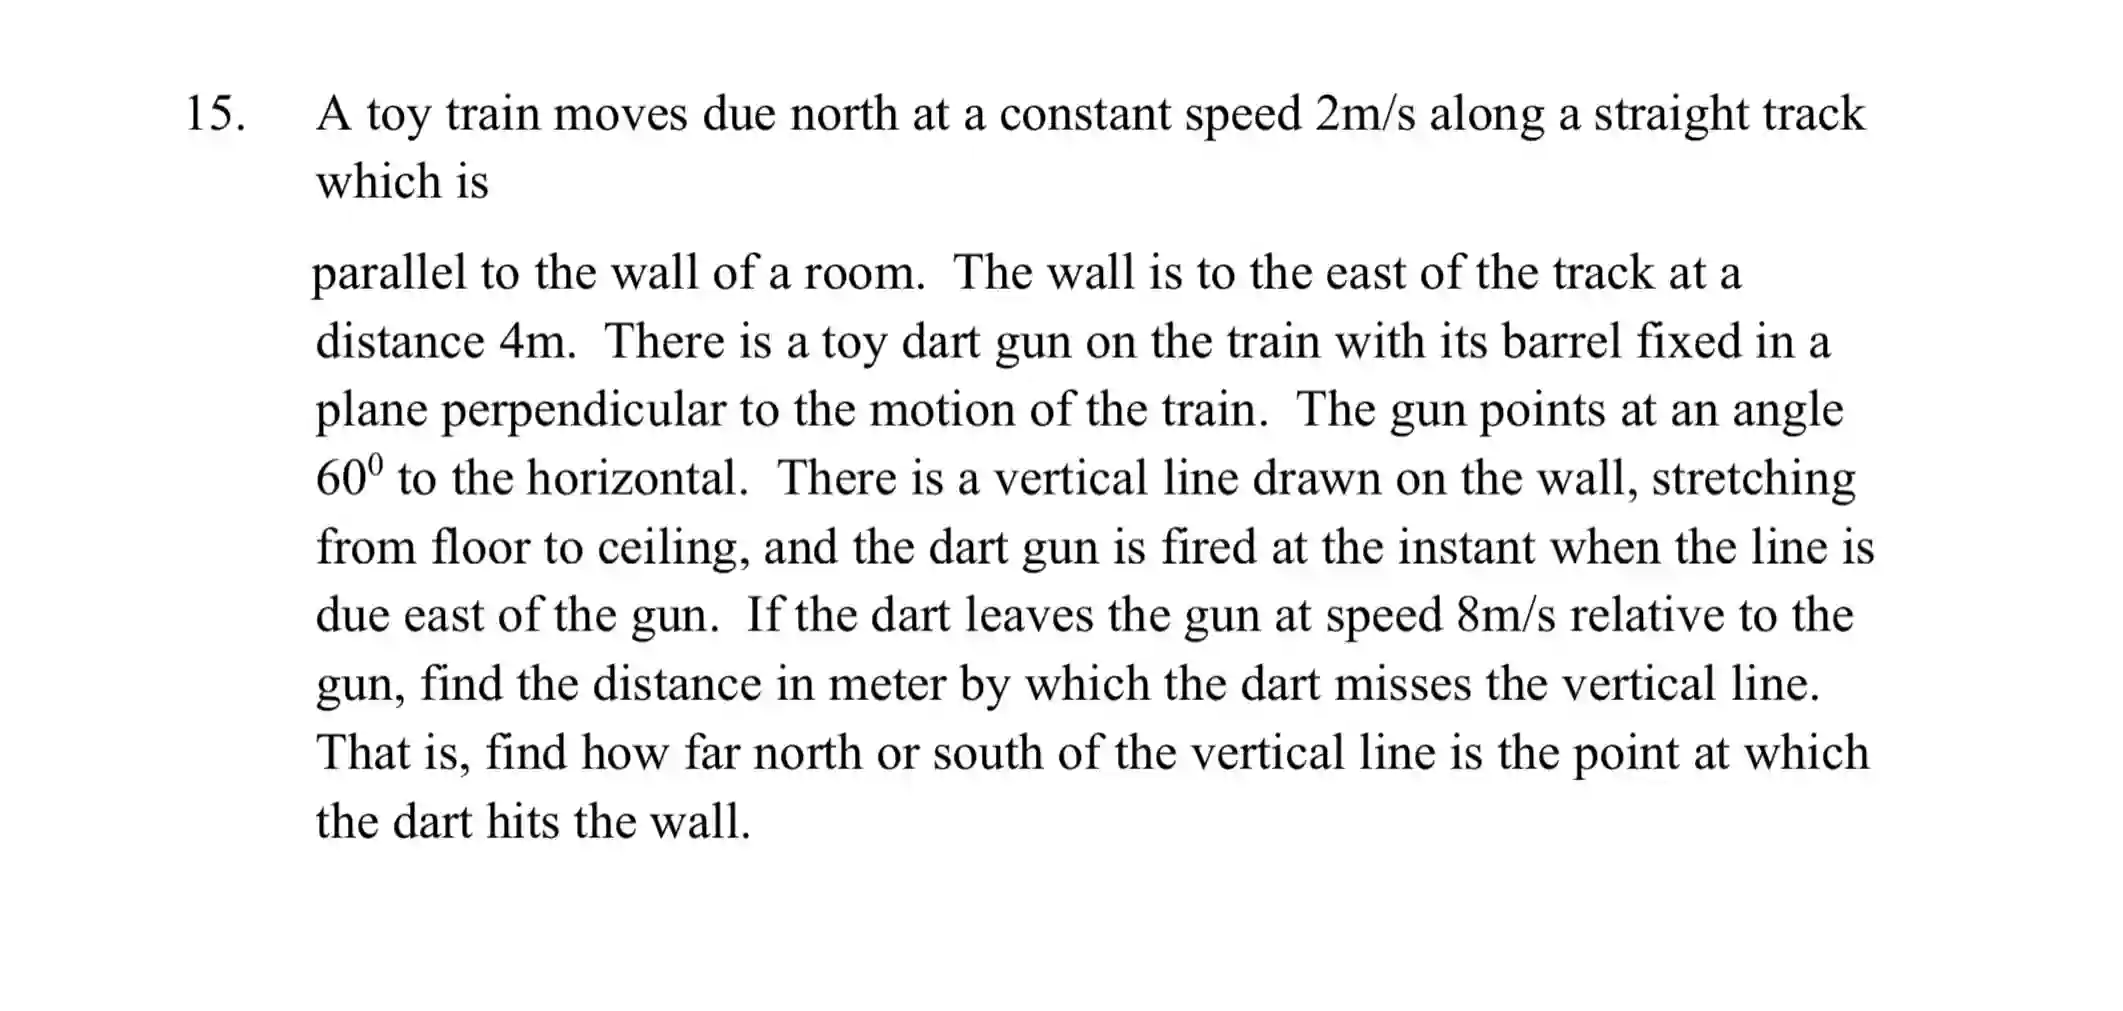 15. A toy train moves due north at a constant speed 2m/s along a straight track
which is
parallel to the wall of a room. The wall is to the east of the track at a
distance 4m. There is a toy dart gun on the train with its barrel fixed in a
plane perpendicular to the motion of the train. The gun points at an angle
60⁰ to the horizontal. There is a vertical line drawn on the wall, stretching
from floor to ceiling, and the dart gun is fired at the instant when the line is
due east of the gun. If the dart leaves the gun at speed 8m/s relative to the
gun, find the distance in meter by which the dart misses the vertical line.
That is, find how far north or south of the vertical line is the point at which
the dart hits the wall.